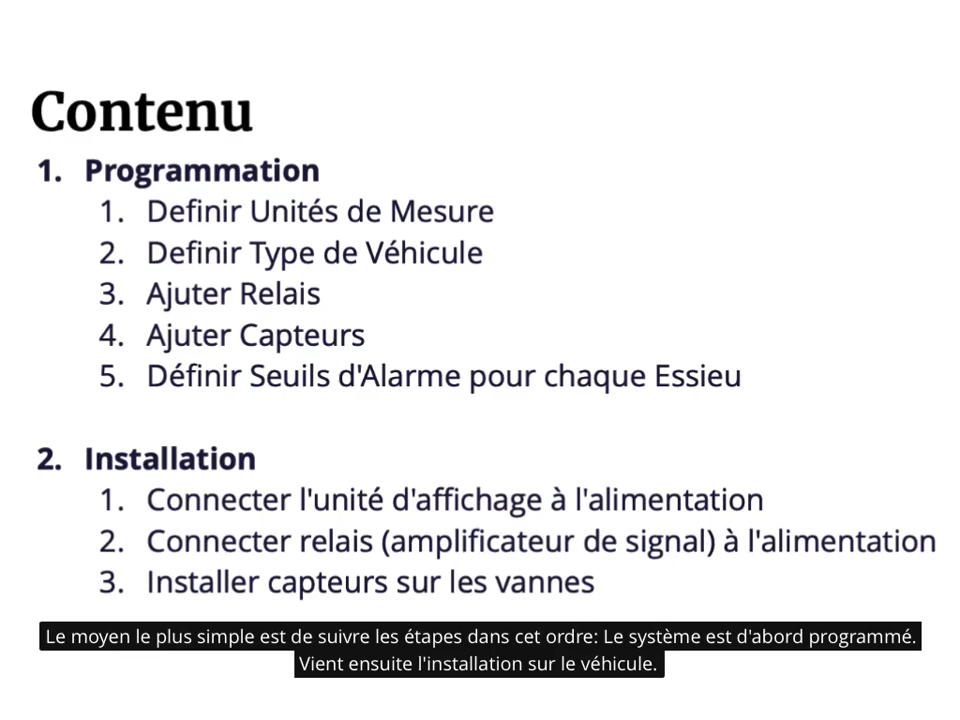 Contenu
1. Programmation
1. Definir Unités de Mesure
2. Definir Type de Véhicule
3. Ajuter Relais
4. Ajuter Capteurs
5. Définir Seuils d'Alarme pour chaque Essieu
2. Installation
1. Connecter l'unité d'affichage à l'alimentation
2. Connecter relais (amplificateur de signal) à l'alimentation
3. Installer capteurs sur les vannes
Le moyen le plus simple est de suivre les étapes dans cet ordre: Le système est d'abord programmé.
Vient ensuite l'installation sur le véhicule.